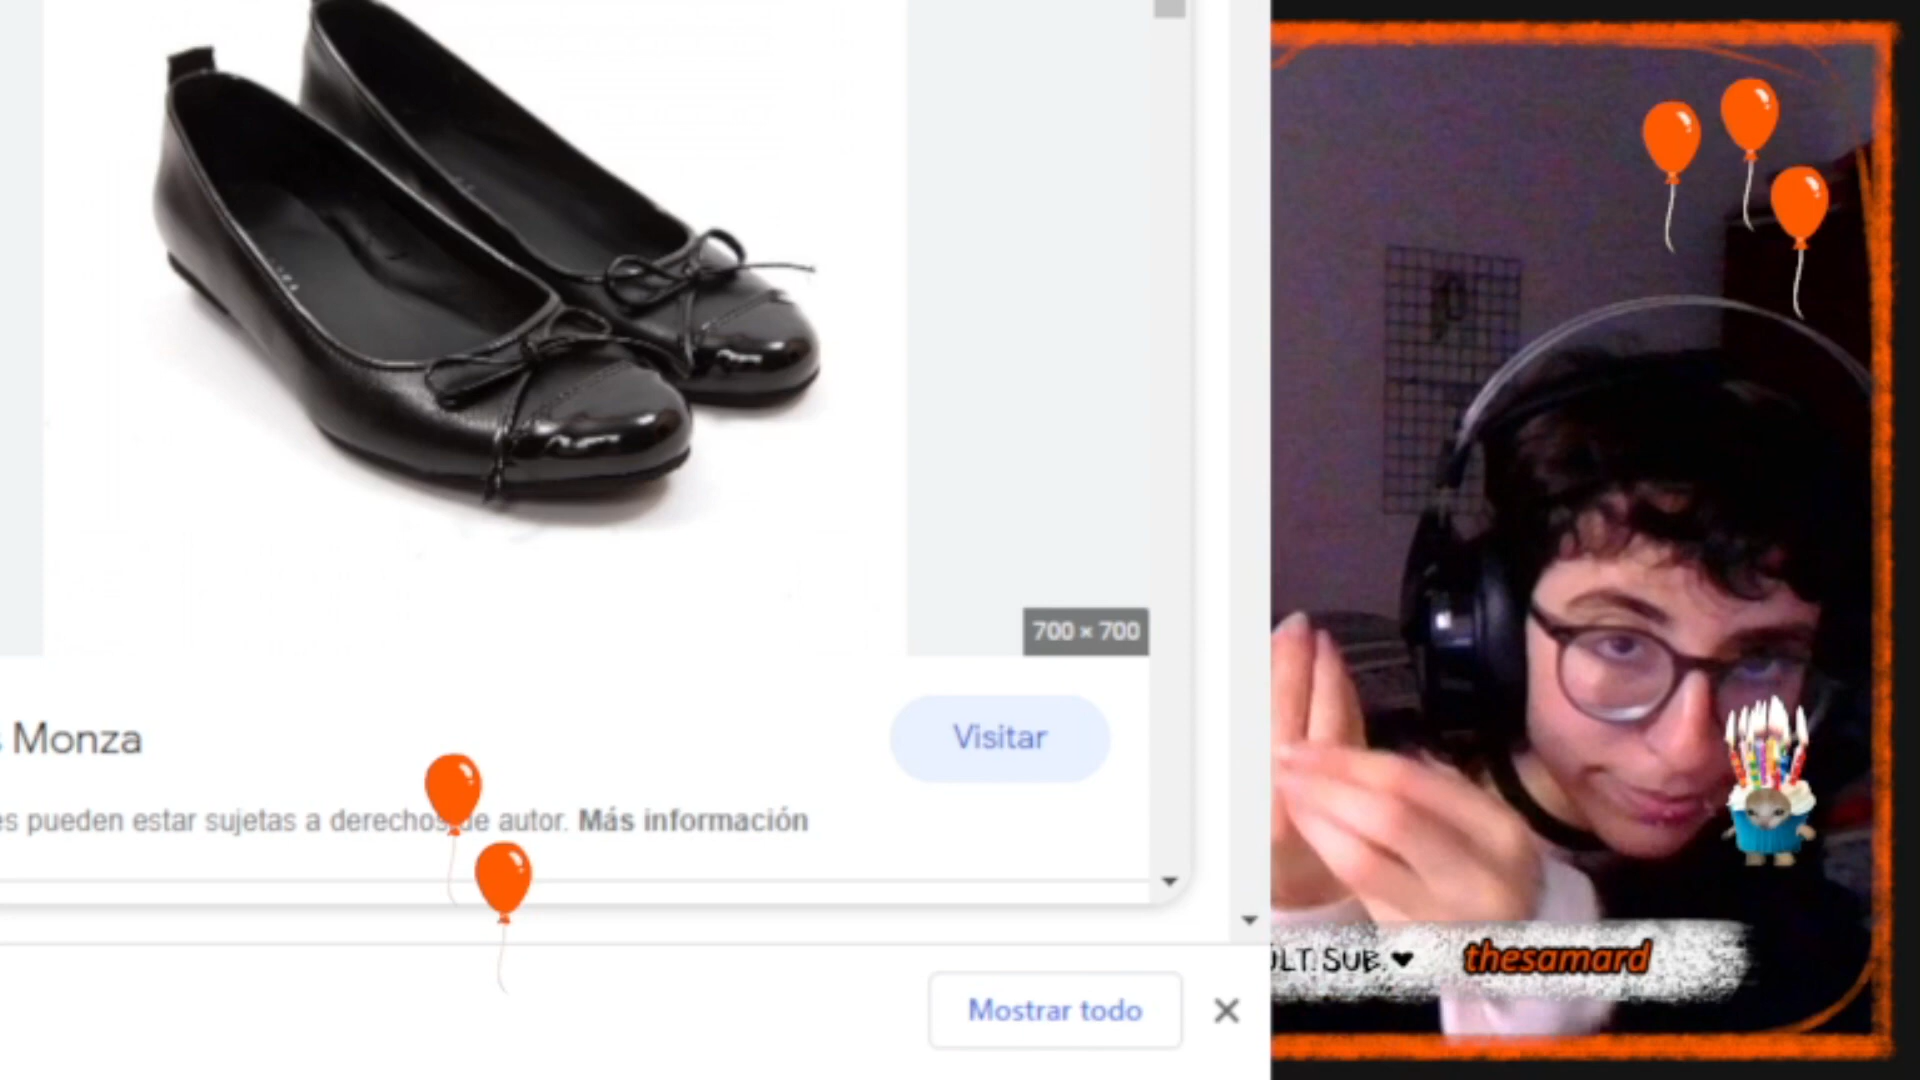 700 × 700
Monza
Visitar
es pueden estar sujetas a derechos de autor. Más información
Mostrar todo
LT. SUB. ❤ thesamard